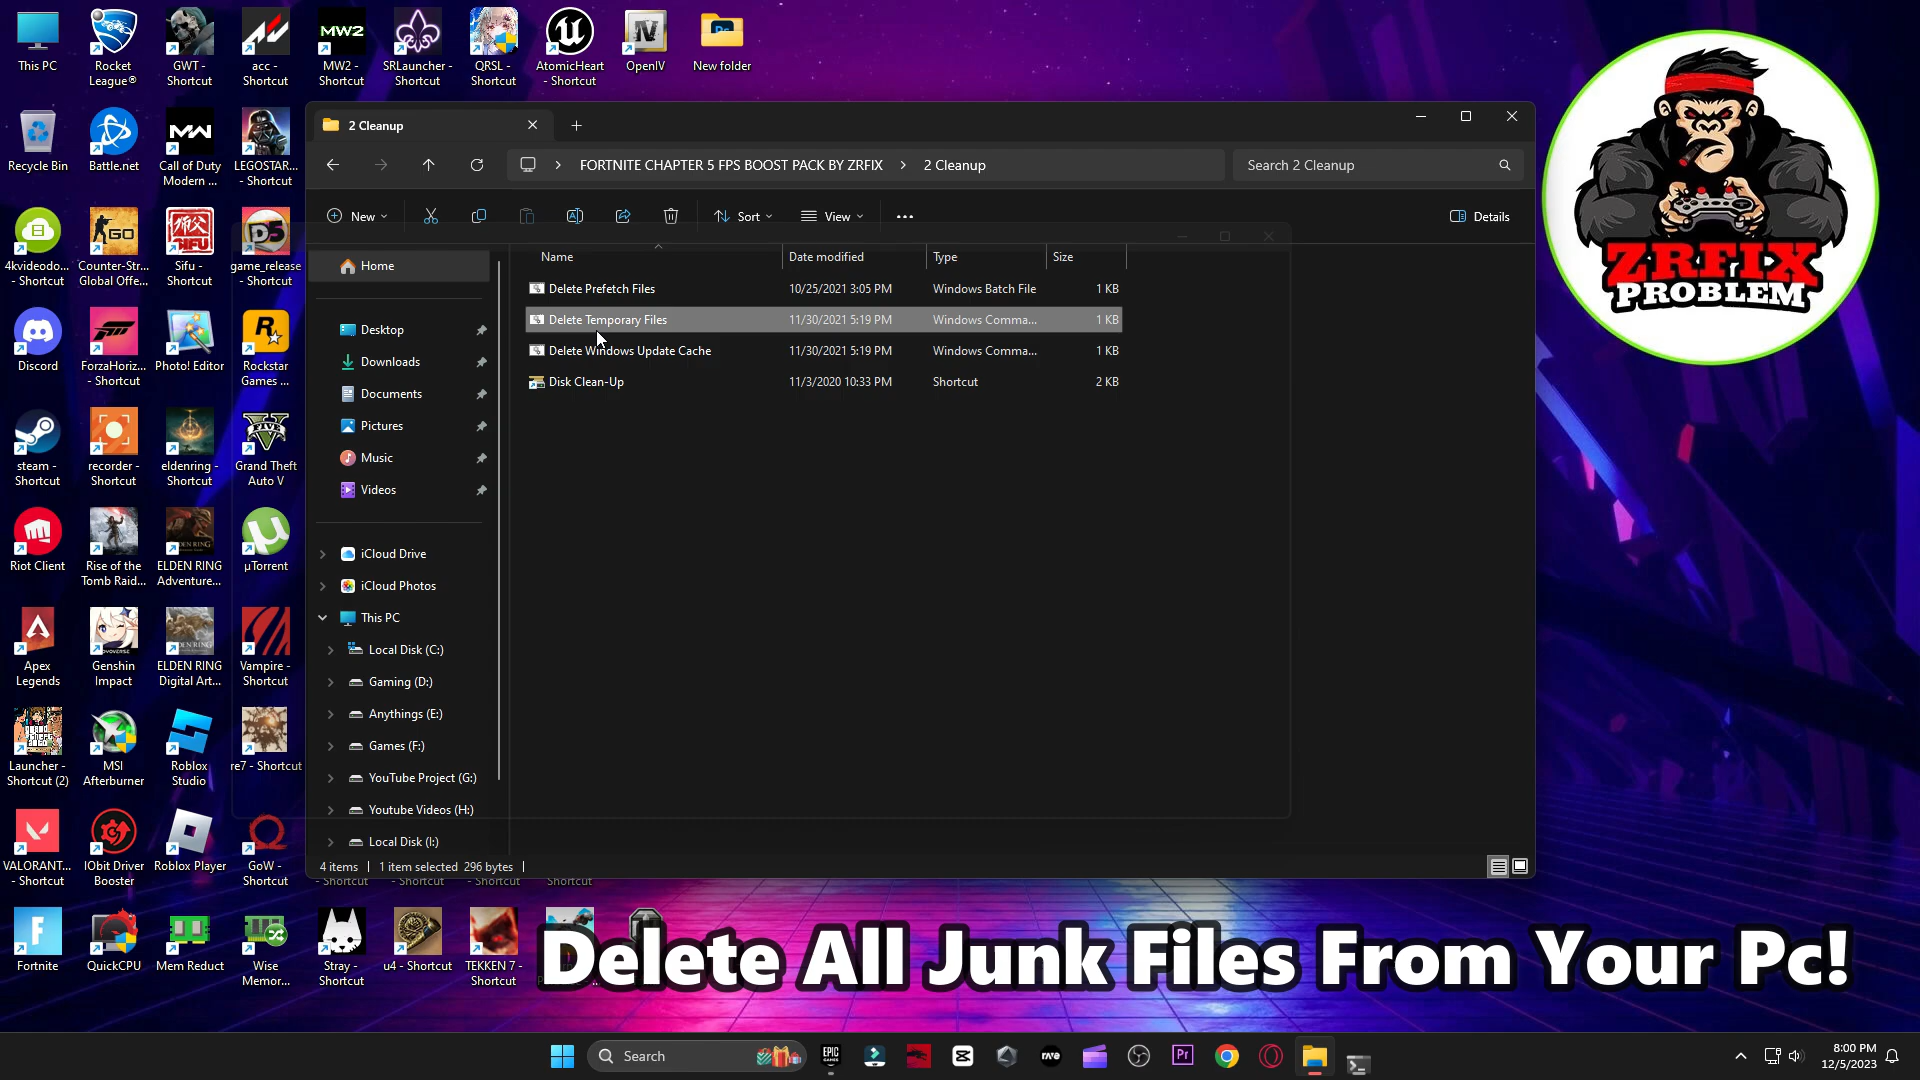 This PC
Rocket League®
GWT - Shortcut
acc - Shortcut
MW2
MW2 - Shortcut
SRLauncher - Shortcut
QRSL - Shortcut
AtomicHeart - Shortcut
OpenIV
New folder
Recycle Bin
Battle.net
Call of Duty Modern ...
LEGOSTAR... - Shortcut
2 Cleanup
FORTNITE CHAPTER 5 FPS BOOST PACK BY ZRFIX
2 Cleanup
Search 2 Cleanup
ZRFIX
PROBLEM
New
Sort
View
Details
4kvideodo... - Shortcut
Counter-Str... Global Offe...
Sifu - Shortcut
game_release - Shortcut
Home
Name
Date modified
Type
Size
Delete Prefetch Files 10/25/2021 3:05 PM Windows Batch File 1 KB
Delete Temporary Files 11/30/2021 5:19 PM Windows Comma... 1 KB
Delete Windows Update Cache 11/30/2021 5:19 PM Windows Comma... 1 KB
Disk Clean-Up 11/3/2020 10:33 PM Shortcut 2 KB
Desktop
Downloads
Documents
Pictures
Music
Videos
iCloud Drive
iCloud Photos
This PC
Local Disk (C:)
Gaming (D:)
Anythings (E:)
Games (F:)
YouTube Project (G:)
Youtube Videos (H:)
Local Disk (I:)
4 items
1 item selected 296 bytes
Discord
ForzaHoriz... - Shortcut
Photo! Editor
Rockstar Games ...
steam - Shortcut
recorder - Shortcut
eldenring - Shortcut
Grand Theft Auto V
Riot Client
Rise of the Tomb Raid...
ELDEN RING Adventure...
µTorrent
Apex Legends
Genshin Impact
ELDEN RING Digital Art...
Vampire - Shortcut
Launcher - Shortcut (2)
MSI Afterburner
Roblox Studio
re7 - Shortcut
VALORANT... - Shortcut
IObit Driver Booster
Roblox Player
GoW - Shortcut
- Shortcut
- Shortcut
- Shortcut
Shortcut
Fortnite
QuickCPU
Mem Reduct
Wise Memor...
Stray - Shortcut
u4 - Shortcut
TEKKEN 7 - Shortcut
Delete All Junk Files From Your Pc!
Search
8:00 PM
12/5/2023